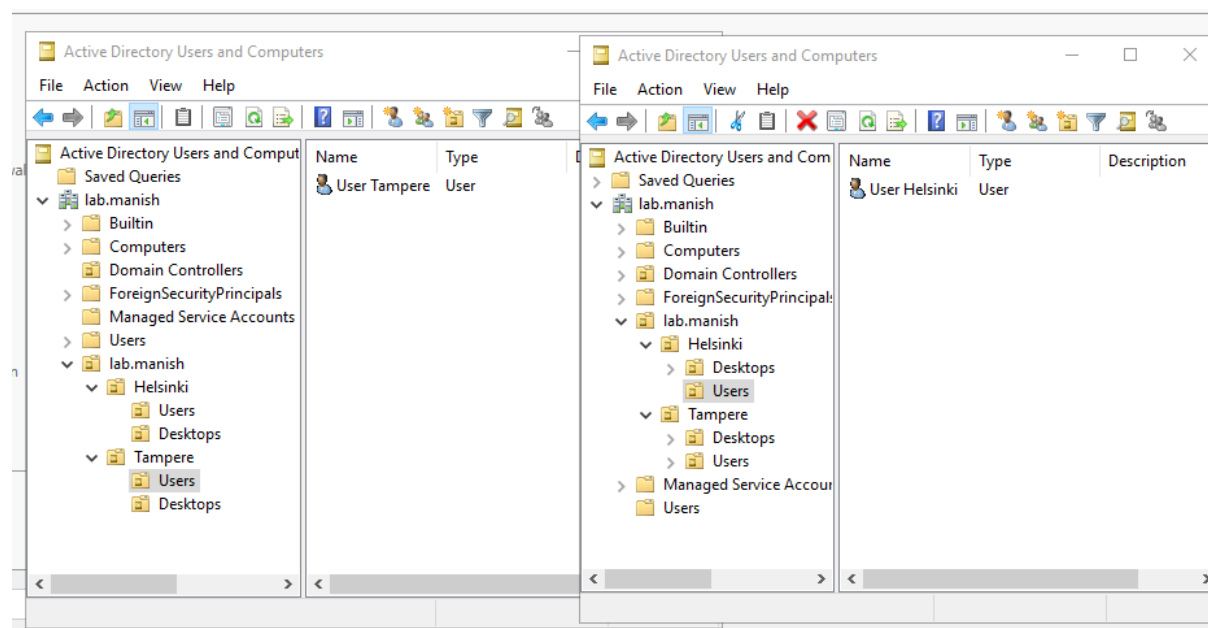 Active Directory Users and Computers
File Action View Help
Active Directory Users and Comput
Saved Queries
lab.manish
Builtin
Computers
Domain Controllers
ForeignSecurityPrincipals
Managed Service Accounts
Users
lab.manish
Helsinki
Users
Desktops
Tampere
Users
Desktops
Name Type
User Tampere User
Active Directory Users and Computers
File Action View Help
Active Directory Users and Com
Saved Queries
lab.manish
Builtin
Computers
Domain Controllers
ForeignSecurityPrincipals
lab.manish
Helsinki
Desktops
Users
Tampere
Desktops
Users
Managed Service Accour
Users
Name Type Description
User Helsinki User